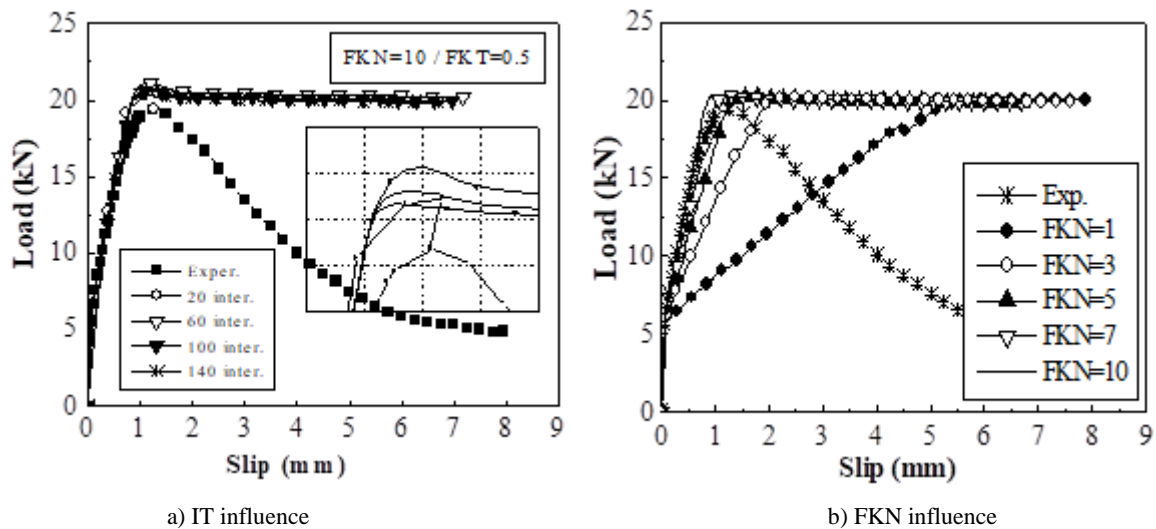 25
20
15
10
5
0
Load (kN)
FKN=10 / FKT=0.5
Exper.
20 inter.
60 inter.
100 inter.
140 inter.
0 1 2 3 4 5 6 7 8 9
Slip (mm)
a) IT influence
25
20
15
10
5
0
Load (kN)
Exp.
FKN=1
FKN=3
FKN=5
FKN=7
FKN=10
0 1 2 3 4 5 6 7 8 9
Slip (mm)
b) FKN influence